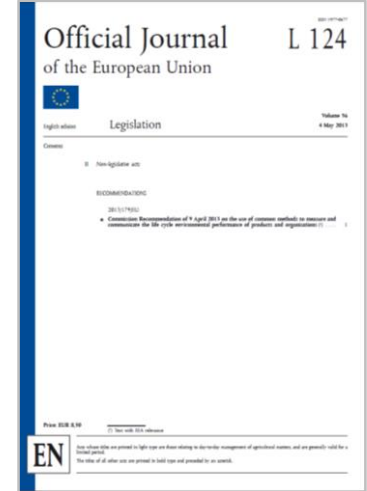 Official Journal L 124
of the European Union
Volume 56
English edition Legislation 4 May 2013
Contents
II Non-legislative acts
RECOMMENDATIONS
2013/179/EU
★ Commission Recommendation of 9 April 2013 on the use of common methods to measure and
communicate the life cycle environmental performance of products and organisations (¹) ...... 1
Price: EUR 8,50
(¹) Text with EEA relevance
EN
Acts whose titles are printed in light type are those relating to day-to-day management of agricultural matters, and are generally valid for a
limited period.
The titles of all other acts are printed in bold type and preceded by an asterisk.